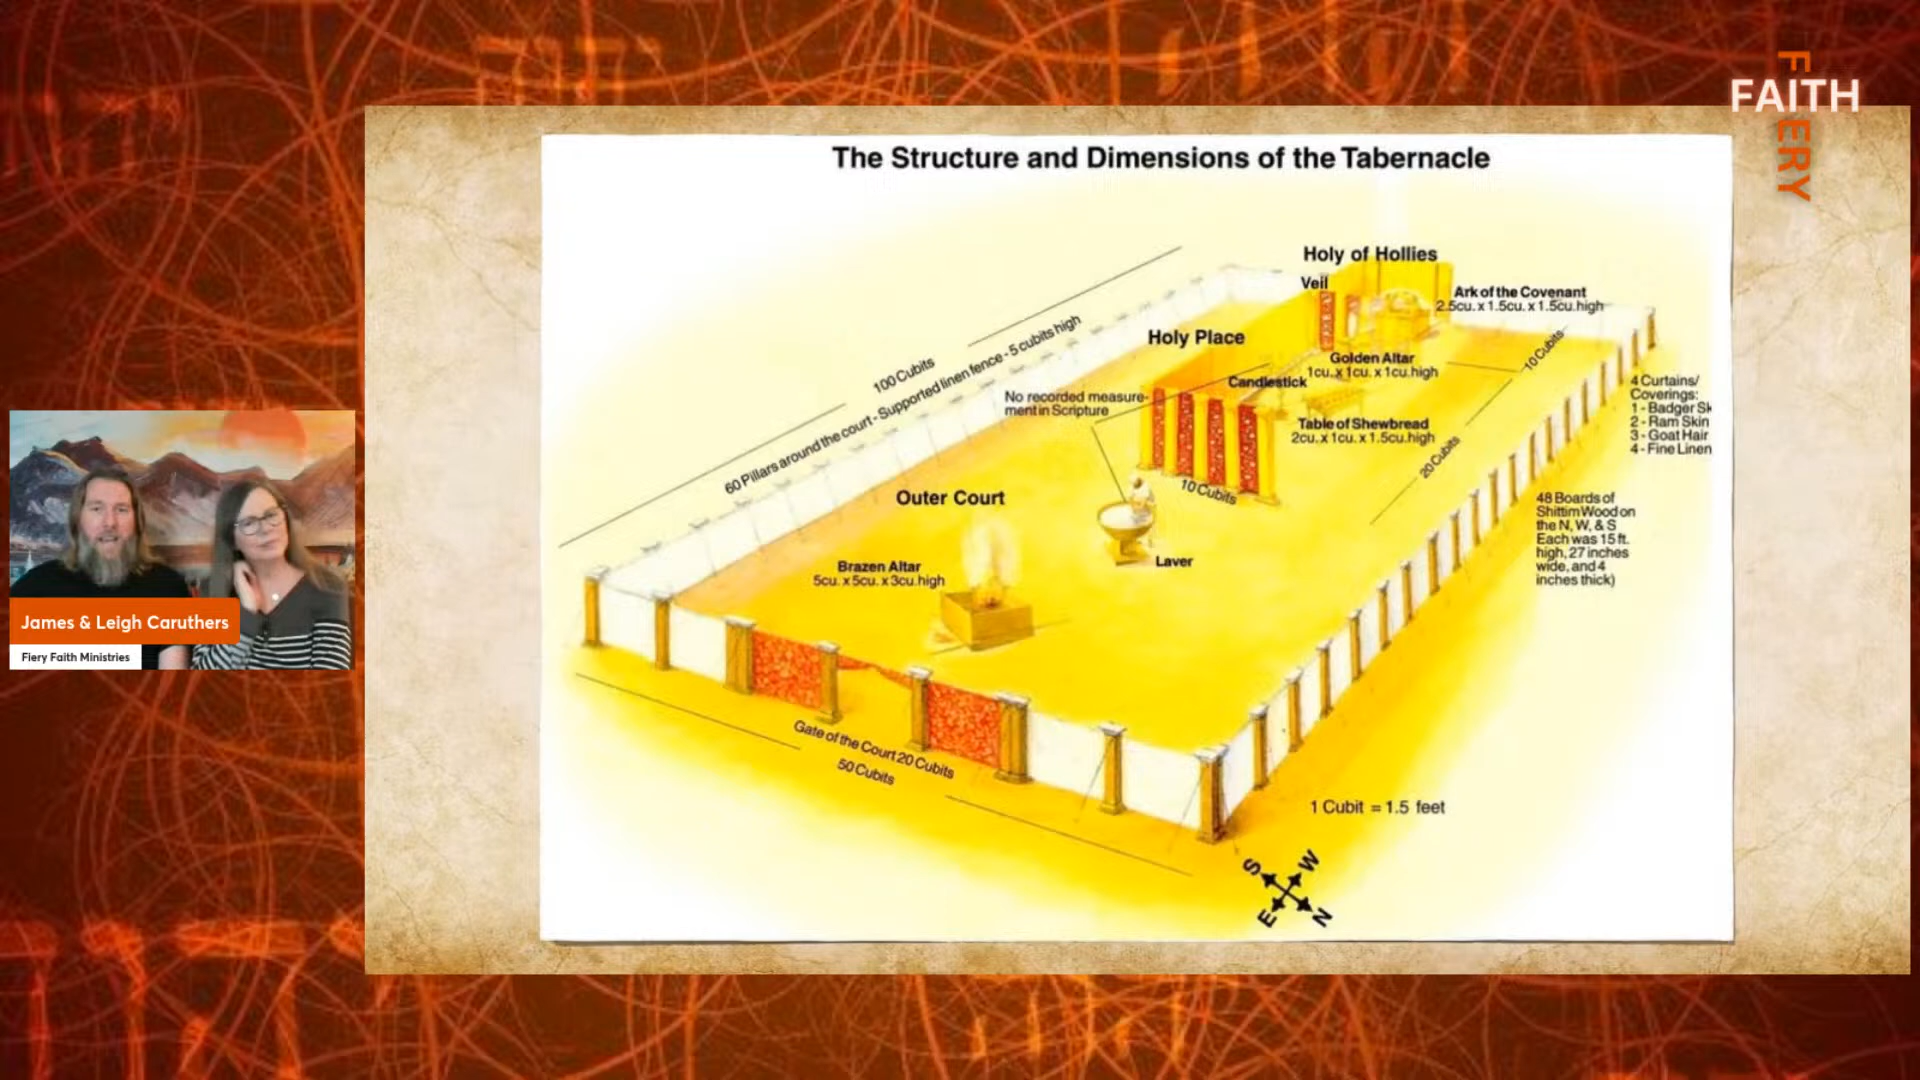 FIERY
FAITH
The Structure and Dimensions of the Tabernacle
Holy of Hollies
Veil
Ark of the Covenant
2.5cu. x 1.5cu. x 1.5cu. high
Holy Place
100 Cubits
60 Pillars around the court - Supported linen fence - 5 cubits high
10 Cubits
Golden Altar
1cu. x 1cu. x 1cu. high
Candlestick
No recorded measure-
ment in Scripture
4 Curtains/
Coverings:
1 - Badger Sk
2 - Ram Skin
3 - Goat Hair
4 - Fine Linen
Table of Shewbread
2cu. x 1cu. x 1.5cu. high
20 Cubits
10 Cubits
Outer Court
48 Boards of
Shittim Wood on
the N, W, & S
Each was 15 ft.
high, 27 inches
wide, and 4
inches thick)
Laver
Brazen Altar
5cu. x 5cu. x 3cu. high
James & Leigh Caruthers
Fiery Faith Ministries
Gate of the Court 20 Cubits
50 Cubits
1 Cubit = 1.5 feet
S
W
E
N